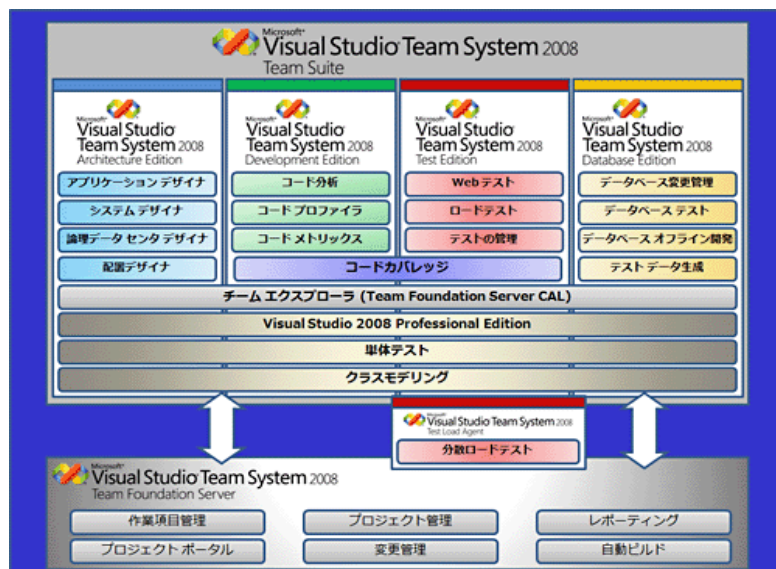 Microsoft
Visual Studio Team System 2008
Team Suite
Microsoft
Visual Studio
Team System 2008
Architecture Edition
アプリケーション デザイナ
システム デザイナ
論理データ センタ デザイナ
配置デザイナ
Microsoft
Visual Studio
Team System 2008
Development Edition
コード分析
コード プロファイラ
コード メトリックス
Microsoft
Visual Studio
Team System 2008
Test Edition
Web テスト
ロードテスト
テストの管理
コードカバレッジ
Microsoft
Visual Studio
Team System 2008
Database Edition
データベース変更管理
データベース テスト
データベース オフライン開発
テスト データ生成
チーム エクスプローラ (Team Foundation Server CAL)
Visual Studio 2008 Professional Edition
単体テスト
クラスモデリング
Microsoft
Visual Studio Team System 2008
Test Load Agent
分散ロードテスト
Microsoft
Visual Studio Team System 2008
Team Foundation Server
作業項目管理
プロジェクト管理
レポーティング
プロジェクト ポータル
変更管理
自動ビルド